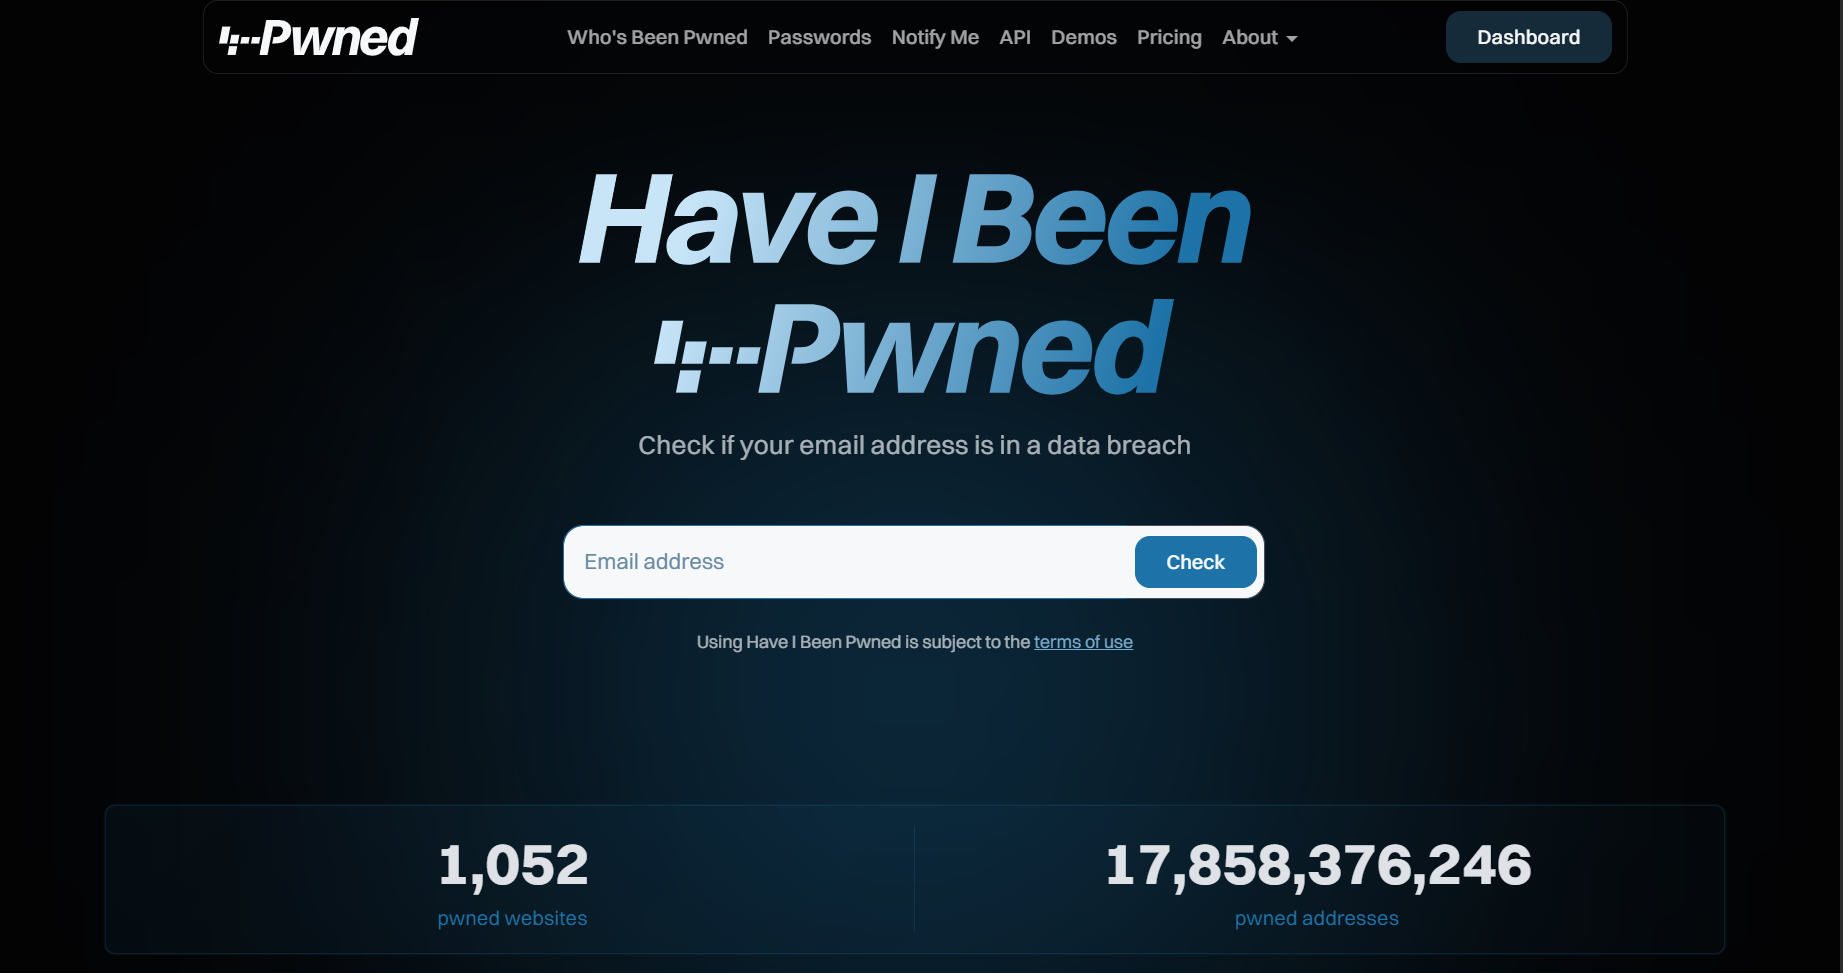 Pwned
Who's Been Pwned Passwords Notify Me API Demos Pricing About
Dashboard
Have I Been
Pwned
Check if your email address is in a data breach
Email address
Check
Using Have I Been Pwned is subject to the terms of use
1,052
pwned websites
17,858,376,246
pwned addresses